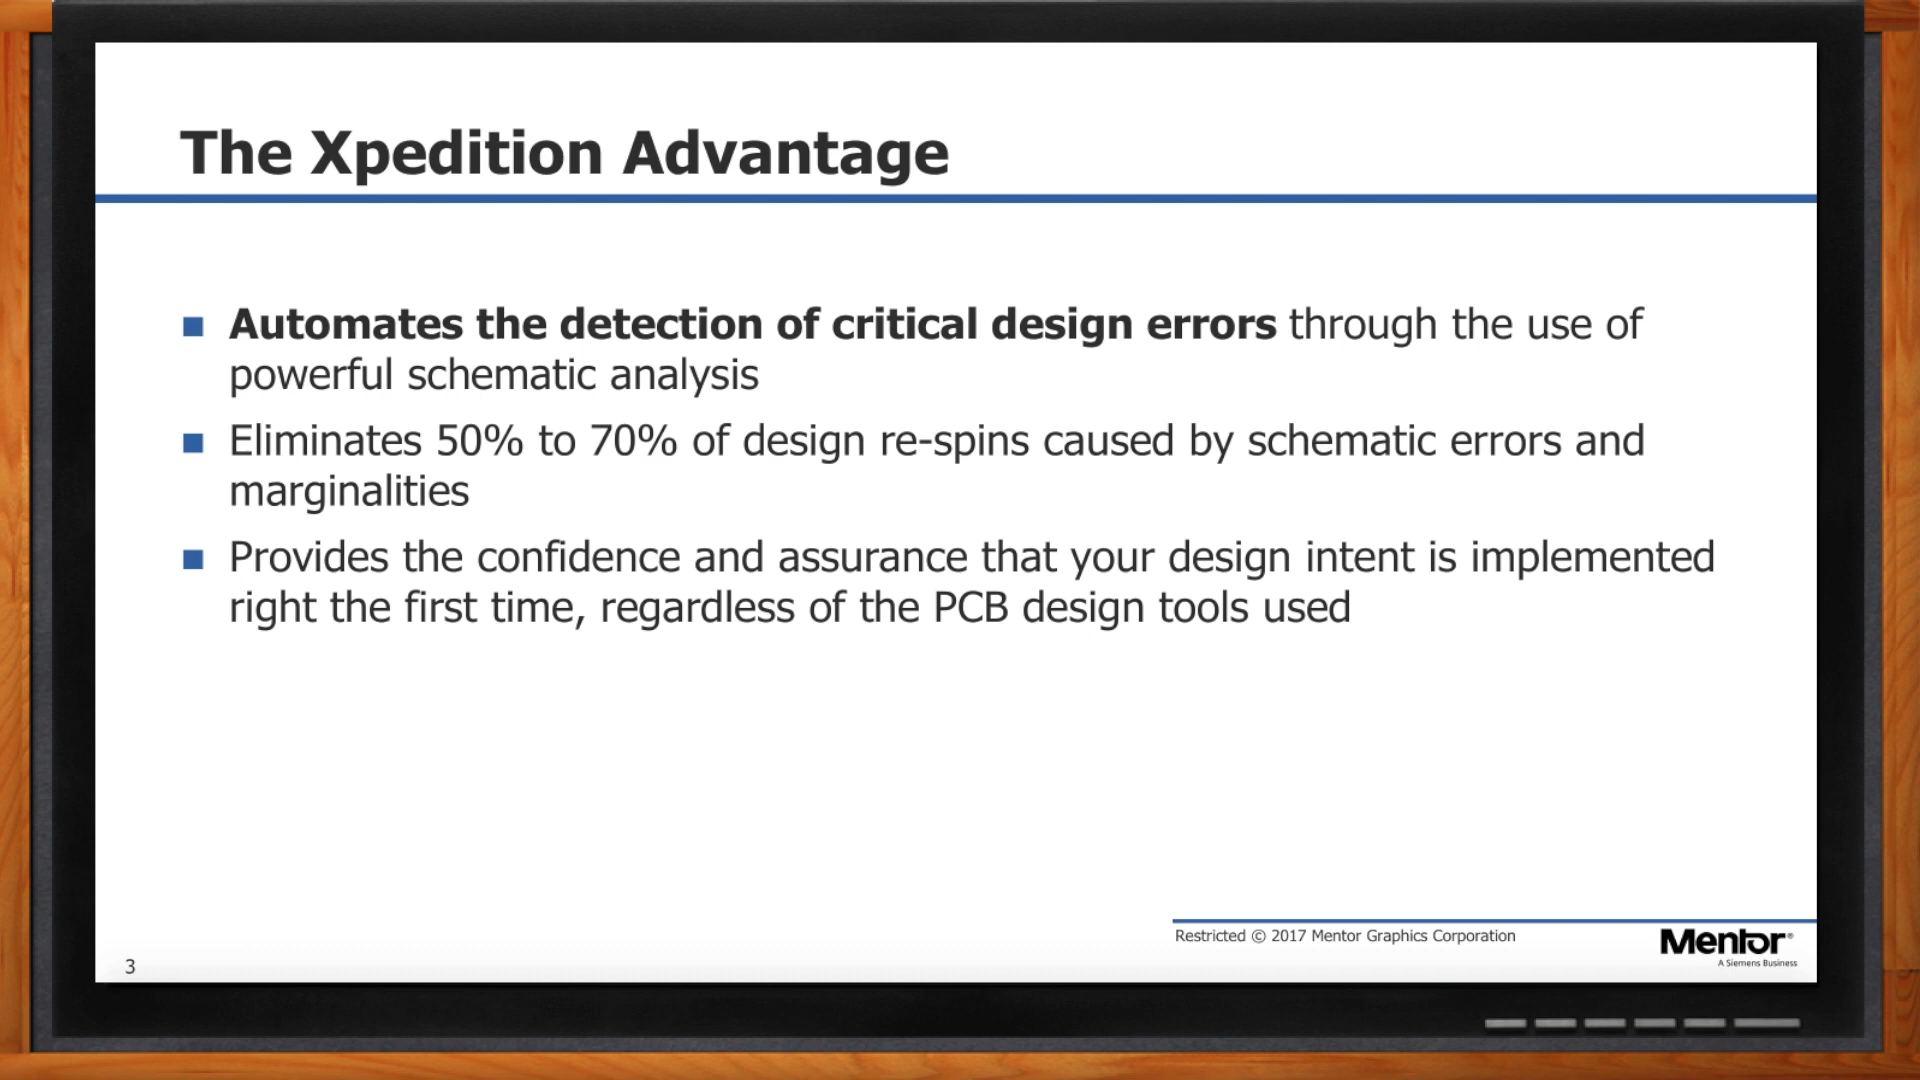 The Xpedition Advantage
Automates the detection of critical design errors through the use of
powerful schematic analysis
Eliminates 50% to 70% of design re-spins caused by schematic errors and
marginalities
Provides the confidence and assurance that your design intent is implemented
right the first time, regardless of the PCB design tools used
Restricted © 2017 Mentor Graphics Corporation
Mentor®
A Siemens Business
3